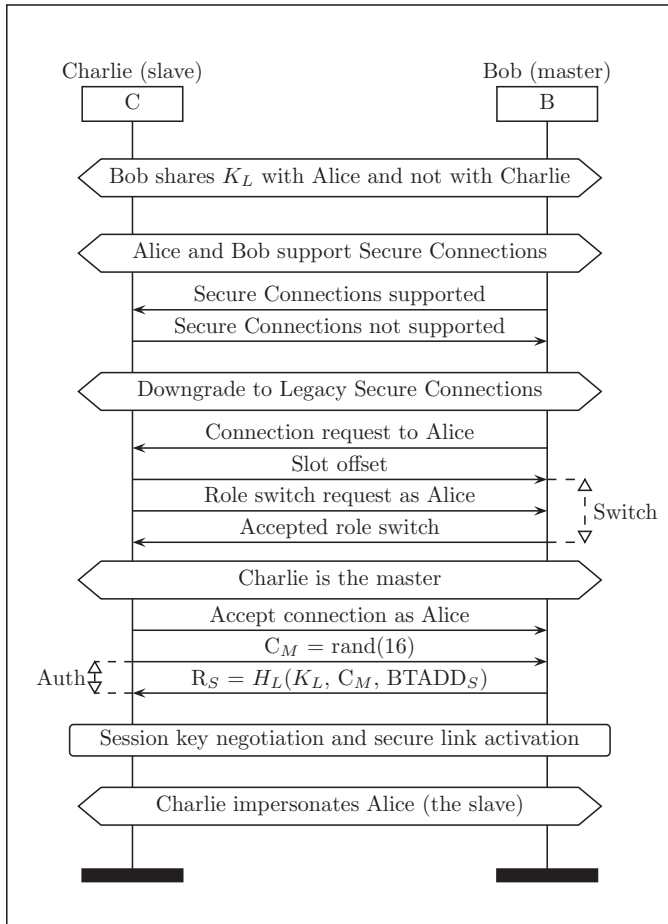 Charlie (slave)
Bob (master)
C
B
Bob shares K_L with Alice and not with Charlie
Alice and Bob support Secure Connections
Secure Connections supported
Secure Connections not supported
Downgrade to Legacy Secure Connections
Connection request to Alice
Slot offset
Role switch request as Alice
Switch
Accepted role switch
Charlie is the master
Accept connection as Alice
C_M = rand(16)
Auth
R_S = H_L(K_L, C_M, BTADD_S)
Session key negotiation and secure link activation
Charlie impersonates Alice (the slave)